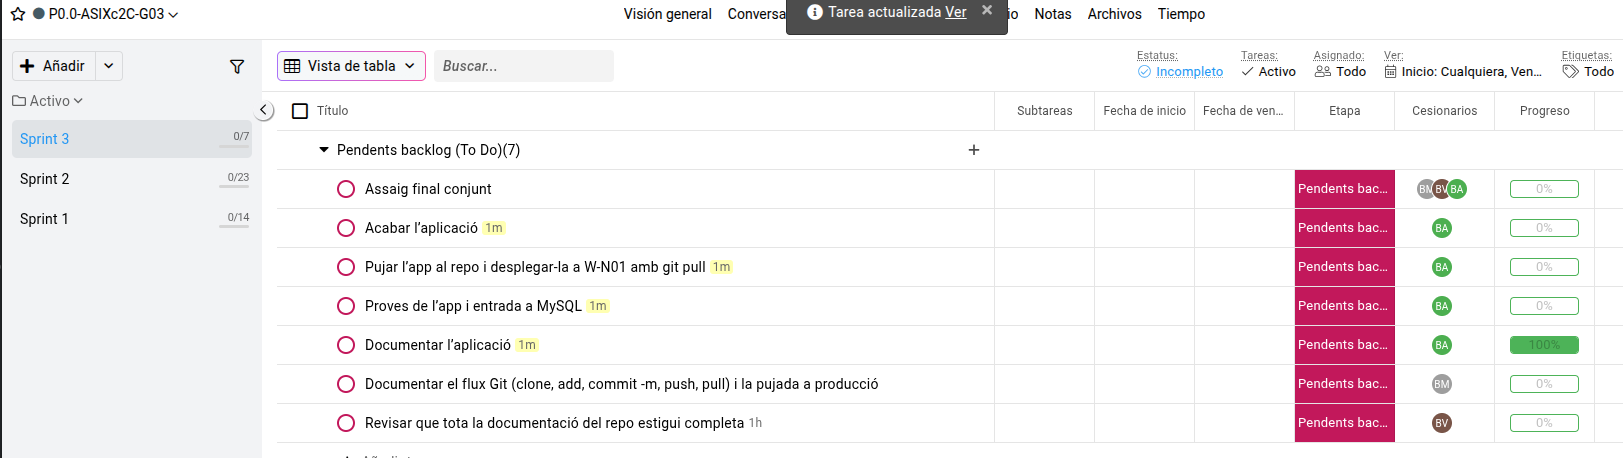 P0.0-ASIXc2C-G03
Visión general Conversa io Notas Archivos Tiempo
Tarea actualizada Ver
Añadir
Vista de tabla
Buscar...
Estatus: Incompleto
Tareas: Activo
Asignado: Todo
Ver: Inicio: Cualquiera, Ven...
Etiquetas: Todo
Activo
Sprint 3 0/7
Sprint 2 0/23
Sprint 1 0/14
Título Subtareas Fecha de inicio Fecha de ven... Etapa Cesionarios Progreso
Pendents backlog (To Do)(7)
Assaig final conjunt Pendents bac... BM BV BA 0%
Acabar l'aplicació 1m Pendents bac... BA 0%
Pujar l'app al repo i desplegar-la a W-N01 amb git pull 1m Pendents bac... BA 0%
Proves de l'app i entrada a MySQL 1m Pendents bac... BA 0%
Documentar l'aplicació 1m Pendents bac... BA 100%
Documentar el flux Git (clone, add, commit -m, push, pull) i la pujada a producció Pendents bac... BM 0%
Revisar que tota la documentació del repo estigui completa 1h Pendents bac... BV 0%